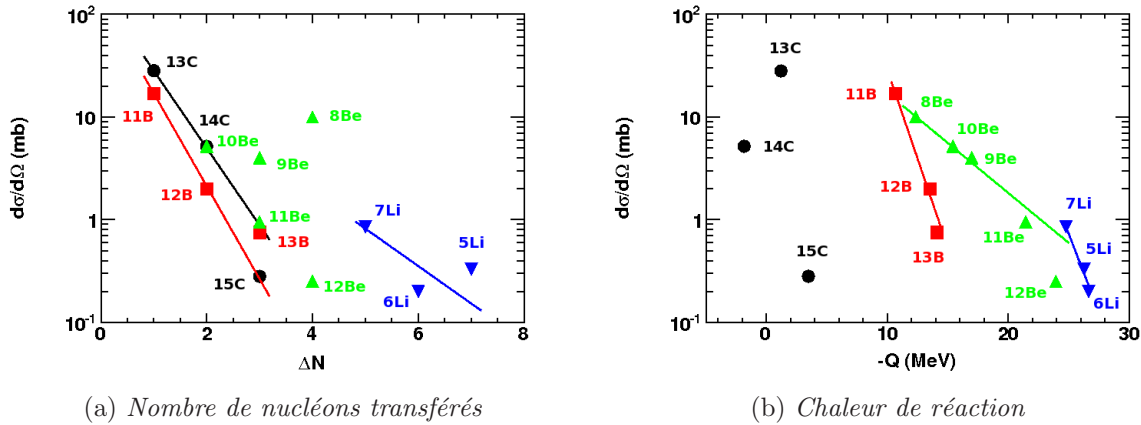 10²
10
1
10⁻¹
dσ/dΩ (mb)
13C
11B
14C
10Be
8Be
9Be
12B
11Be
13B
15C
12Be
7Li
5Li
6Li
0 2 4 6 8
ΔN
(a) Nombre de nucléons transférés
10²
10
1
10⁻¹
dσ/dΩ (mb)
13C
11B
8Be
14C
10Be
9Be
12B
7Li
11Be
13B
15C
5Li
12Be
6Li
0 10 20 30
-Q (MeV)
(b) Chaleur de réaction